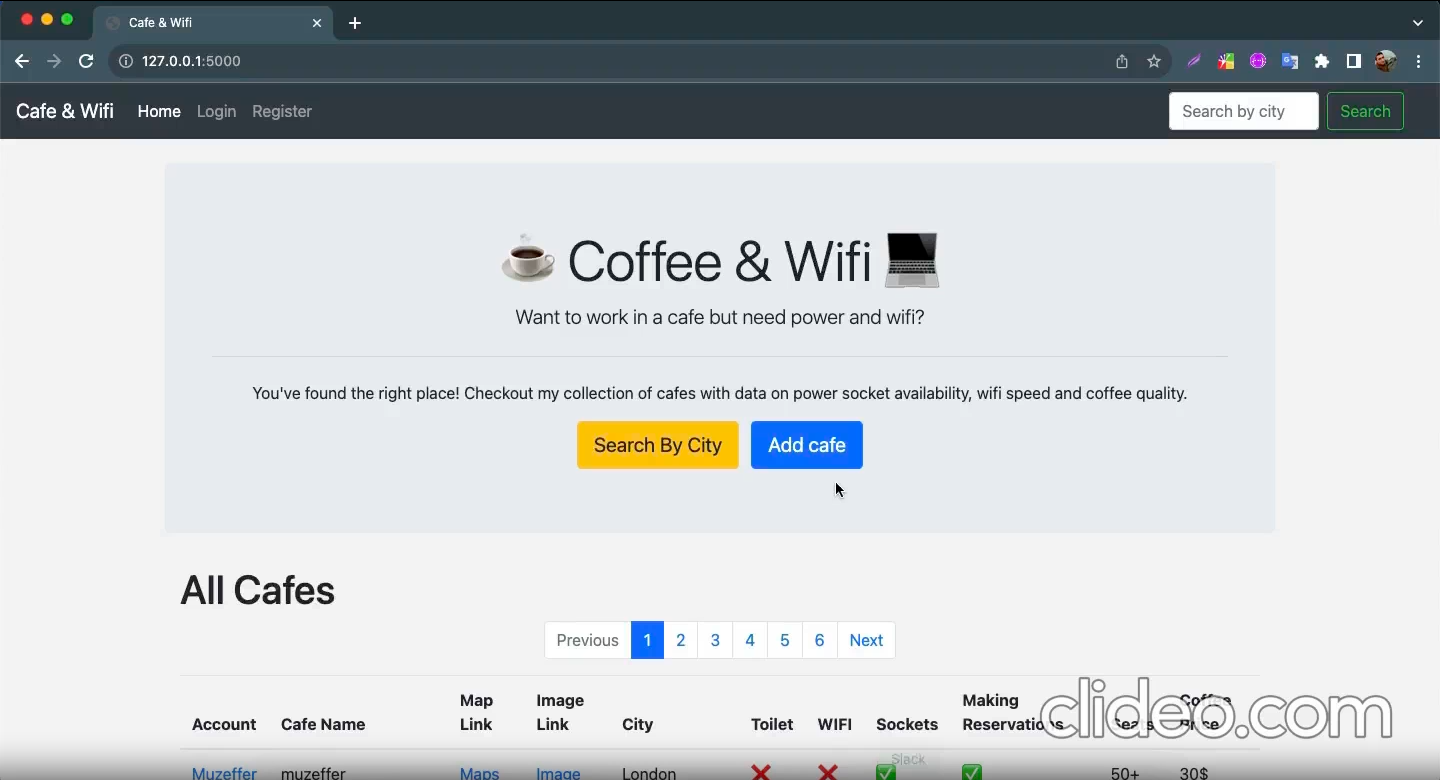 Cafe & Wifi
127.0.0.1:5000
Cafe & Wifi Home Login Register Search by city Search
Coffee & Wifi
Want to work in a cafe but need power and wifi?
You've found the right place! Checkout my collection of cafes with data on power socket availability, wifi speed and coffee quality.
Search By City Add cafe
All Cafes
Previous 1 2 3 4 5 6 Next
Account Cafe Name Map Link Image Link City Toilet WIFI Sockets Making Reservations Seats Coffee Price
clideo.com
Slack
Muzeffer muzeffer Maps Image London 50+ 30$